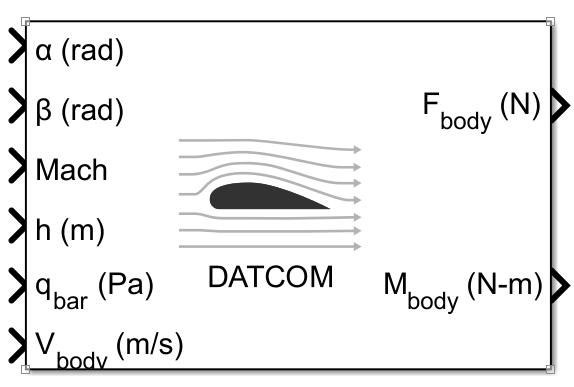 α (rad)
β (rad)
Mach
h (m)
q_bar (Pa)
V_body (m/s)
DATCOM
F_body (N)
M_body (N-m)